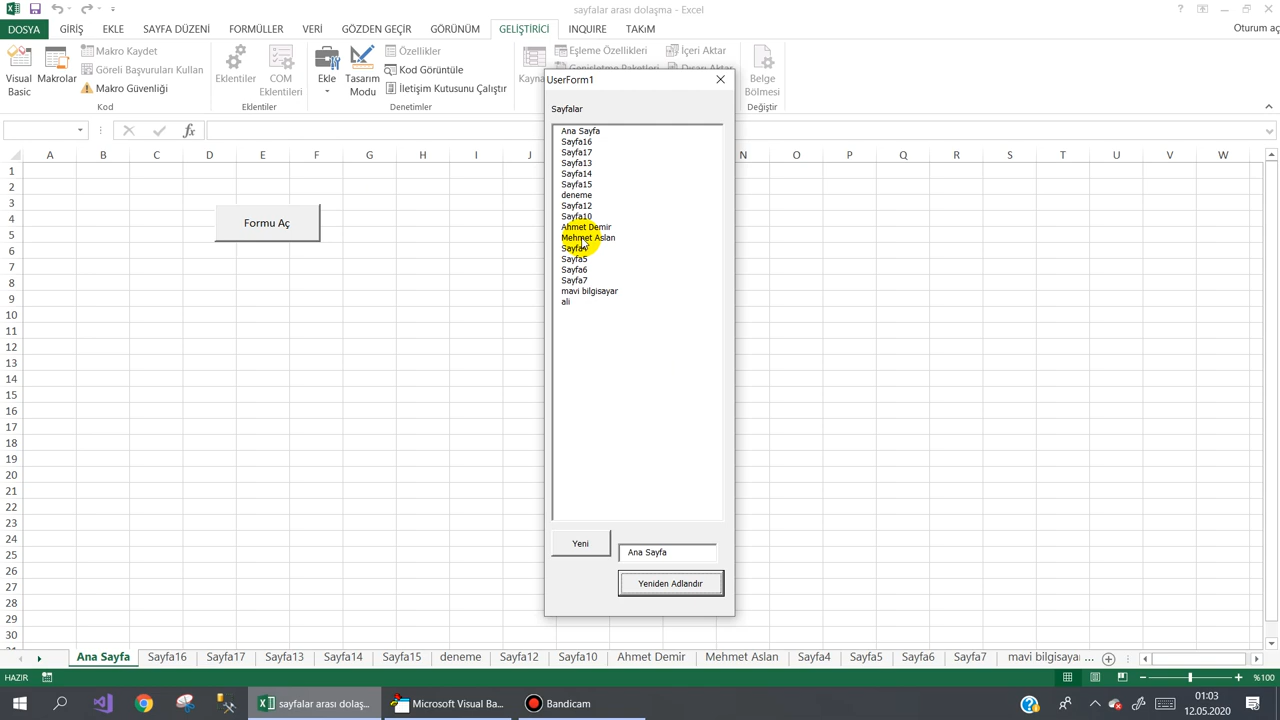 sayfalar arası dolaşma - Excel
DOSYA GİRİŞ EKLE SAYFA DÜZENİ FORMÜLLER VERİ GÖZDEN GEÇİR GÖRÜNÜM GELİŞTİRİCİ INQUIRE TAKIM Oturum aç
Visual Basic
Makrolar
Makro Kaydet
Göreli Başvuruları Kullan
Makro Güvenliği
Kod
Eklentiler
COM Eklentileri
Eklentiler
Ekle
Tasarım Modu
Özellikler
Kod Görüntüle
İletişim Kutusunu Çalıştır
Denetimler
Eşleme Özellikleri
İçeri Aktar
Belge Bölmesi
Değiştir
UserForm1
Sayfalar
Ana Sayfa
Sayfa16
Sayfa17
Sayfa13
Sayfa14
Sayfa15
deneme
Sayfa12
Sayfa10
Ahmet Demir
Mehmet Aslan
Sayfa4
Sayfa5
Sayfa6
Sayfa7
mavi bilgisayar
ali
Yeni
Ana Sayfa
Yeniden Adlandır
fx
A B C D E F G H I J N O P Q R S T U V W
1
2
3
4
5
6
7
8
9
10
11
12
13
14
15
16
17
18
19
20
21
22
23
24
25
26
27
28
29
30
Formu Aç
Ana Sayfa Sayfa16 Sayfa17 Sayfa13 Sayfa14 Sayfa15 deneme Sayfa12 Sayfa10 Ahmet Demir Mehmet Aslan Sayfa4 Sayfa5 Sayfa6 Sayfa7 mavi bilgisayar ...
HAZIR %100
sayfalar arası dolaş... Microsoft Visual Ba... Bandicam
01:03
12.05.2020